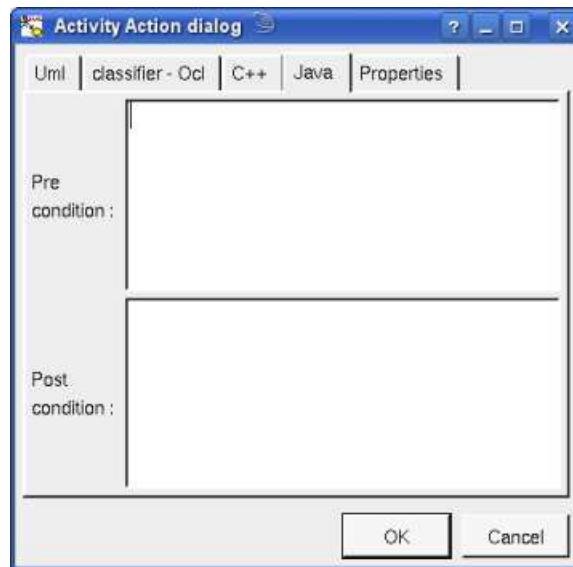 Activity Action dialog
Uml classifier - Ocl C++ Java Properties
Pre
condition :
Post
condition :
OK Cancel